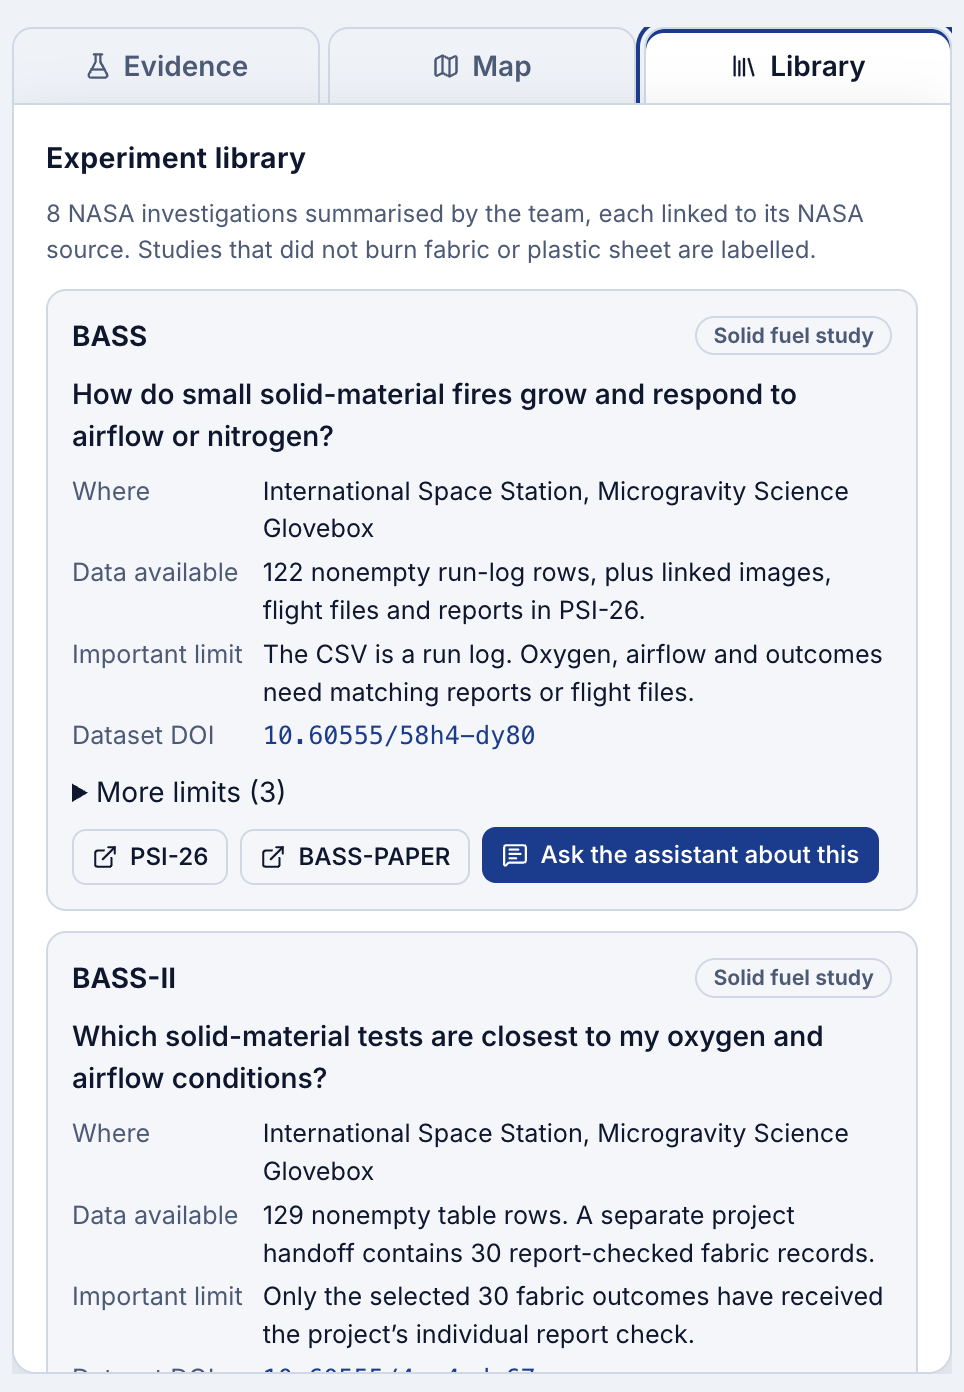 Evidence
Map
Library
Experiment library
8 NASA investigations summarised by the team, each linked to its NASA
source. Studies that did not burn fabric or plastic sheet are labelled.
BASS
Solid fuel study
How do small solid-material fires grow and respond to
airflow or nitrogen?
Where
International Space Station, Microgravity Science
Glovebox
Data available
122 nonempty run-log rows, plus linked images,
flight files and reports in PSI-26.
Important limit
The CSV is a run log. Oxygen, airflow and outcomes
need matching reports or flight files.
Dataset DOI
10.60555/58h4-dy80
More limits (3)
PSI-26
BASS-PAPER
Ask the assistant about this
BASS-II
Solid fuel study
Which solid-material tests are closest to my oxygen and
airflow conditions?
Where
International Space Station, Microgravity Science
Glovebox
Data available
129 nonempty table rows. A separate project
handoff contains 30 report-checked fabric records.
Important limit
Only the selected 30 fabric outcomes have received
the project’s individual report check.
Dataset DOI